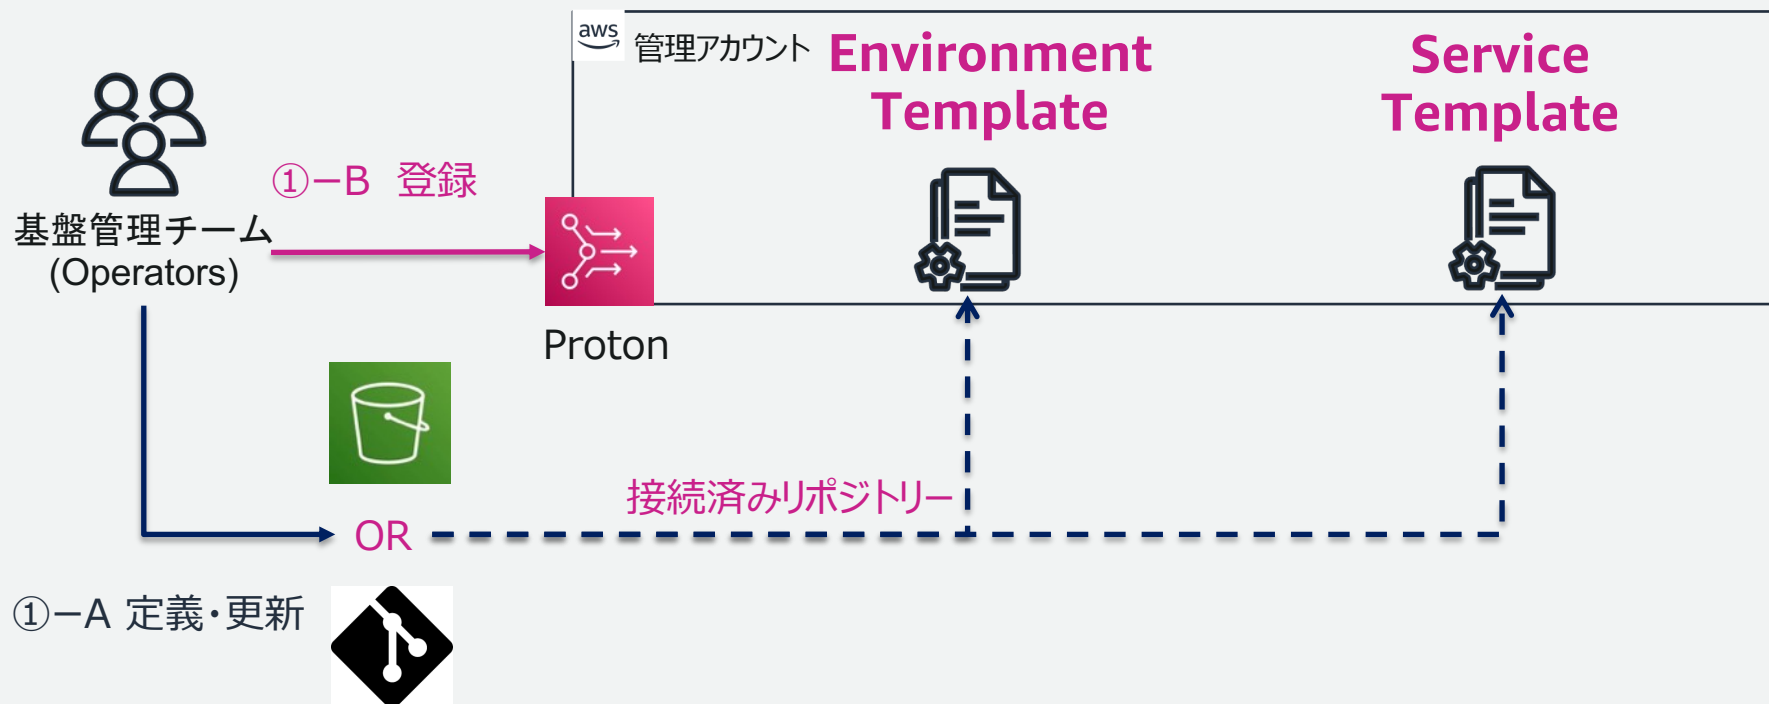 aws
管理アカウント
Environment
Template
Service
Template
①ーB 登録
基盤管理チーム
(Operators)
Proton
接続済みリポジトリー
OR
①ーA 定義・更新